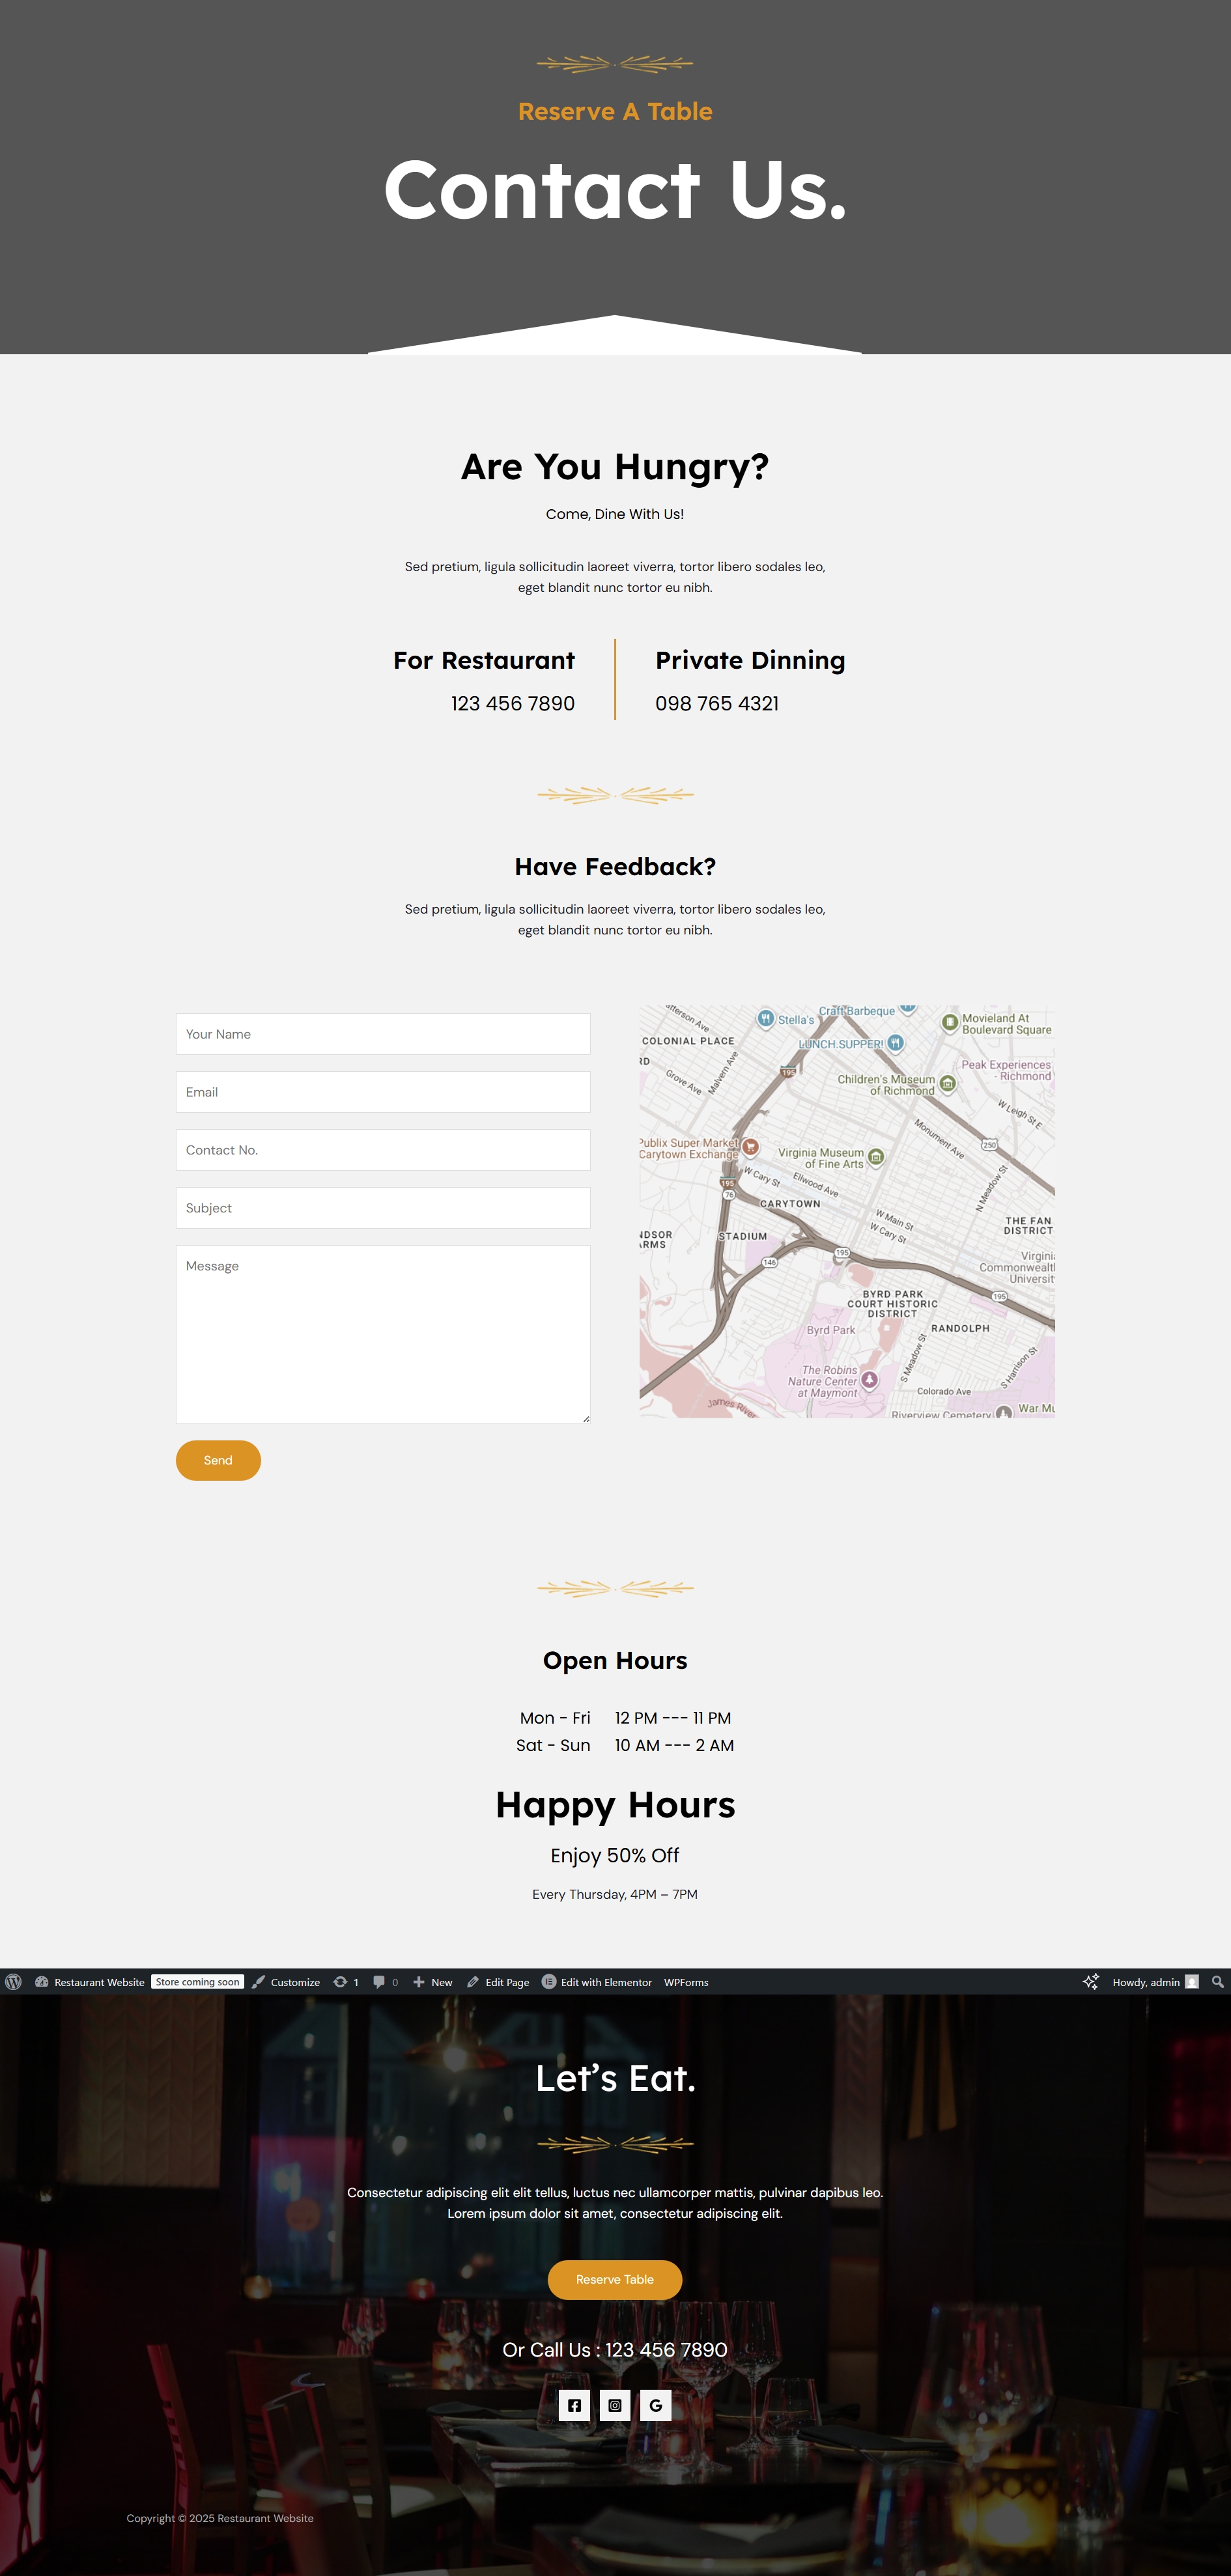 Reserve A Table
Contact Us.
Are You Hungry?
Come, Dine With Us!
Sed pretium, ligula sollicitudin laoreet viverra, tortor libero sodales leo,
eget blandit nunc tortor eu nibh.
For Restaurant
123 456 7890
Private Dinning
098 765 4321
Have Feedback?
Sed pretium, ligula sollicitudin laoreet viverra, tortor libero sodales leo,
eget blandit nunc tortor eu nibh.
Your Name
Email
Contact No.
Subject
Message
Send
Stella's
Craft Barbeque
Movieland At
Boulevard Square
COLONIAL PLACE
LUNCH.SUPPER!
Peak Experiences
- Richmond
Malvern Ave
Grove Ave
195
Children's Museum
of Richmond
W Leigh St E
Monument Ave
250
Publix Super Market
Carytown Exchange
Virginia Museum
of Fine Arts
195
76
W Cary St
Ellwood Ave
CARYTOWN
N Meadow St
W Main St
W Cary St
THE FAN
DISTRICT
STADIUM
195
146
Virginia
Commonwealt
Universit
195
BYRD PARK
COURT HISTORIC
DISTRICT
Byrd Park
RANDOLPH
The Robins
Nature Center
at Maymont
S Meadow St
S Harrison St
Colorado Ave
James River
Riverview Cemetery
War Mu
Open Hours
Mon - Fri 12 PM --- 11 PM
Sat - Sun 10 AM --- 2 AM
Happy Hours
Enjoy 50% Off
Every Thursday, 4PM – 7PM
Restaurant Website Store coming soon Customize 1 0 New Edit Page Edit with Elementor WPForms Howdy, admin
Let’s Eat.
Consectetur adipiscing elit elit tellus, luctus nec ullamcorper mattis, pulvinar dapibus leo.
Lorem ipsum dolor sit amet, consectetur adipiscing elit.
Reserve Table
Or Call Us : 123 456 7890
Copyright © 2025 Restaurant Website